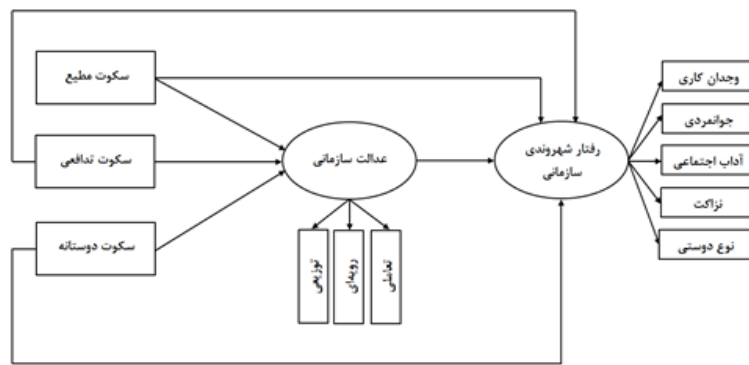 سکوت مطیع
سکوت تدافعی
سکوت دوستانه
عدالت سازمانی
توزیعی
رویه‌ای
تعاملی
رفتار شهروندی
سازمانی
وجدان کاری
جوانمردی
آداب اجتماعی
نزاکت
نوع دوستی